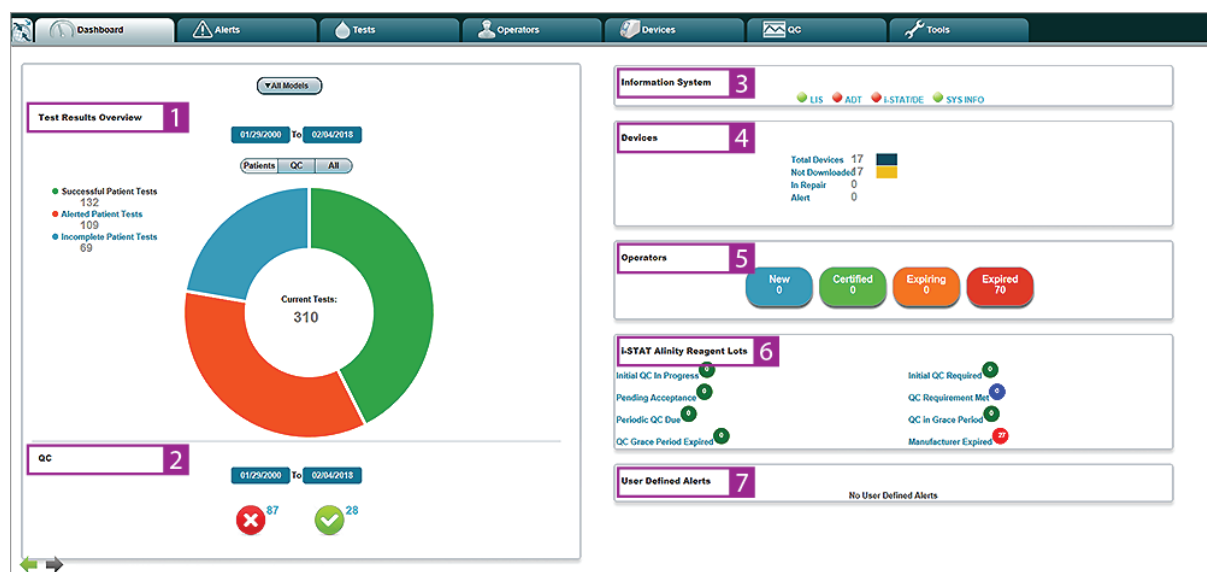 Dashboard
Alerts
Tests
Operators
Devices
QC
Tools
▼All Models
Test Results Overview
1
01/29/2000 To 02/04/2018
Patients QC All
Successful Patient Tests
132
Alerted Patient Tests
109
Incomplete Patient Tests
69
Current Tests:
310
QC
2
01/29/2000 To 02/04/2018
87
28
Information System
3
LIS ADT i-STAT/DE SYS INFO
Devices
4
Total Devices 17
Not Downloaded 17
In Repair 0
Alert 0
Operators
5
New
0
Certified
0
Expiring
0
Expired
70
i-STAT Alinity Reagent Lots
6
Initial QC In Progress 0
Initial QC Required 0
Pending Acceptance 0
QC Requirement Met 0
Periodic QC Due 0
QC in Grace Period 0
QC Grace Period Expired 0
Manufacturer Expired 27
User Defined Alerts
7
No User Defined Alerts